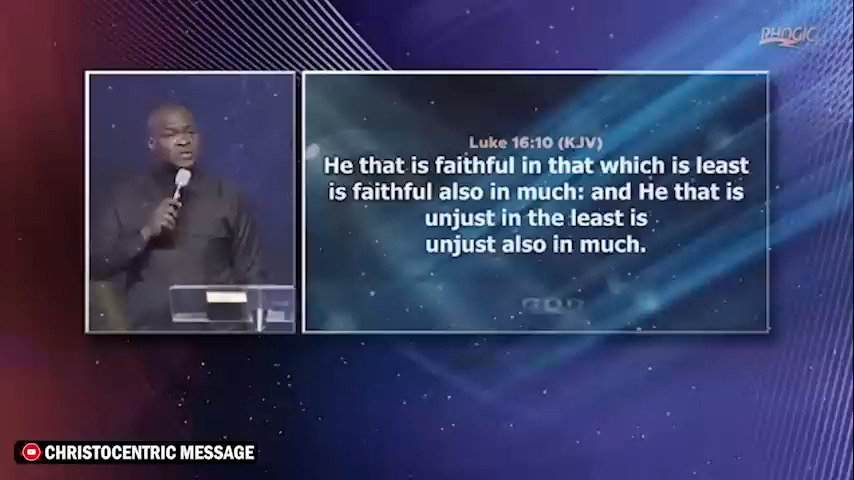 PHOGIC
Luke 16:10 (KJV)
He that is faithful in that which is least
is faithful also in much: and He that is
unjust in the least is
unjust also in much.
CHRISTOCENTRIC MESSAGE